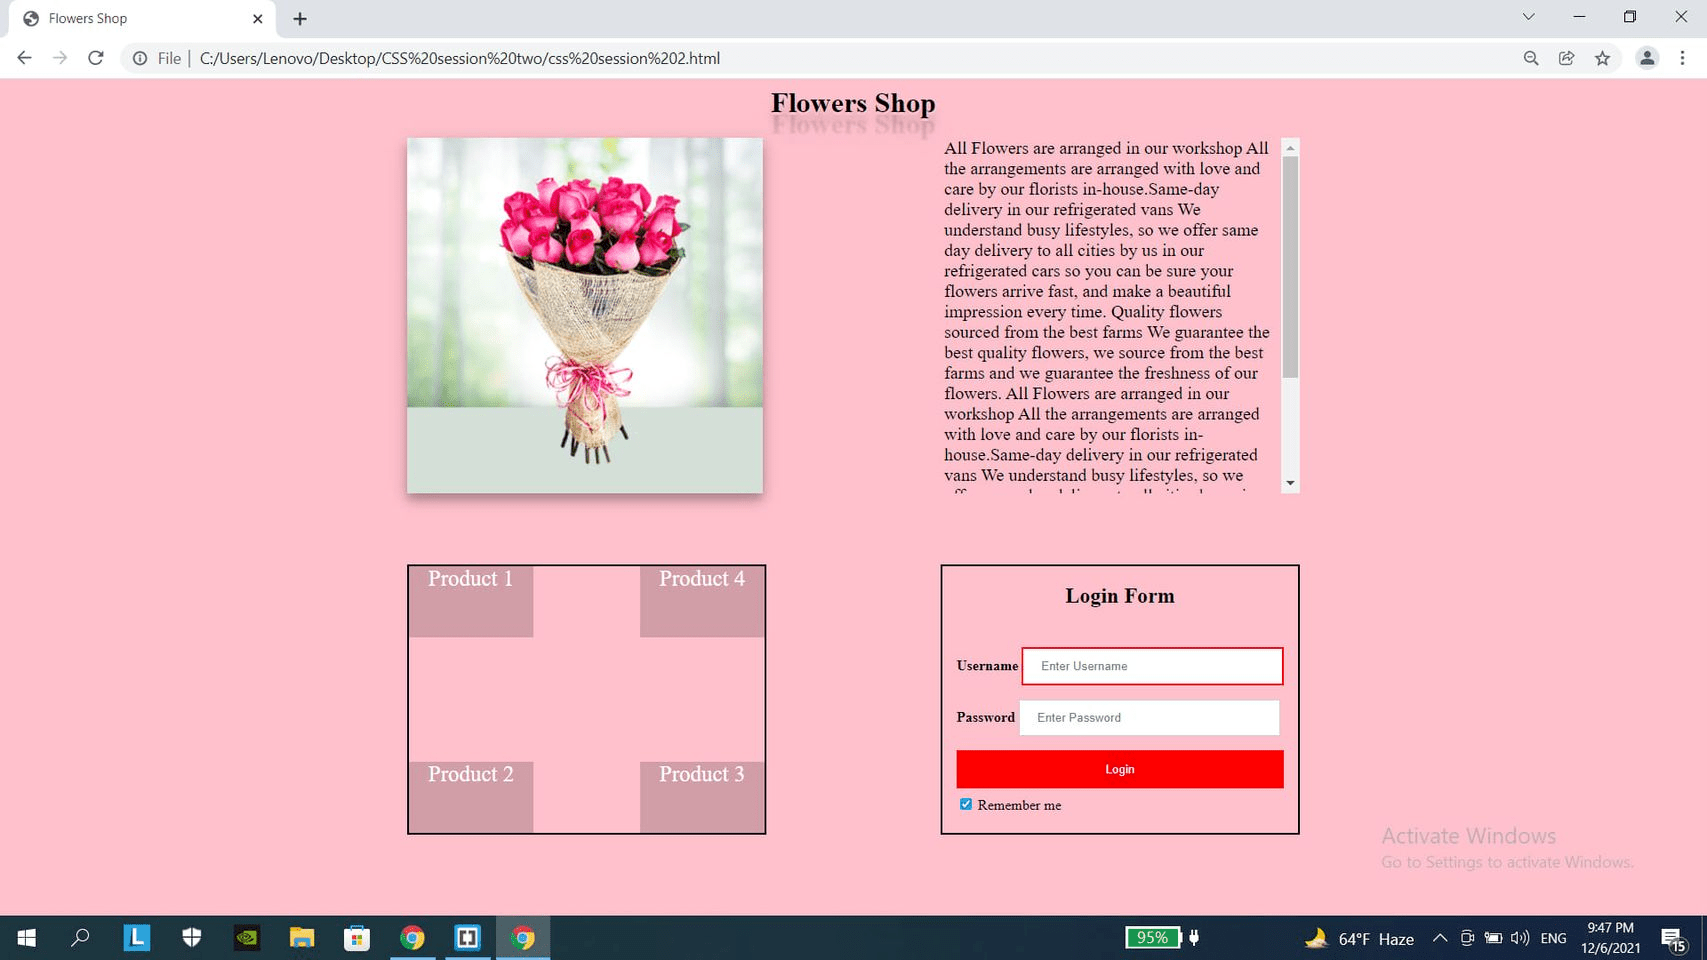 Flowers Shop
File
C:/Users/Lenovo/Desktop/CSS%20session%20two/css%20session%202.html
Flowers Shop
All Flowers are arranged in our workshop All
the arrangements are arranged with love and
care by our florists in-house.Same-day
delivery in our refrigerated vans We
understand busy lifestyles, so we offer same
day delivery to all cities by us in our
refrigerated cars so you can be sure your
flowers arrive fast, and make a beautiful
impression every time. Quality flowers
sourced from the best farms We guarantee the
best quality flowers, we source from the best
farms and we guarantee the freshness of our
flowers. All Flowers are arranged in our
workshop All the arrangements are arranged
with love and care by our florists in-
house.Same-day delivery in our refrigerated
vans We understand busy lifestyles, so we
Product 1
Product 4
Product 2
Product 3
Login Form
Username
Enter Username
Password
Enter Password
Login
Remember me
Activate Windows
Go to Settings to activate Windows.
L
95%
64°F Haze
ENG
9:47 PM
12/6/2021
15